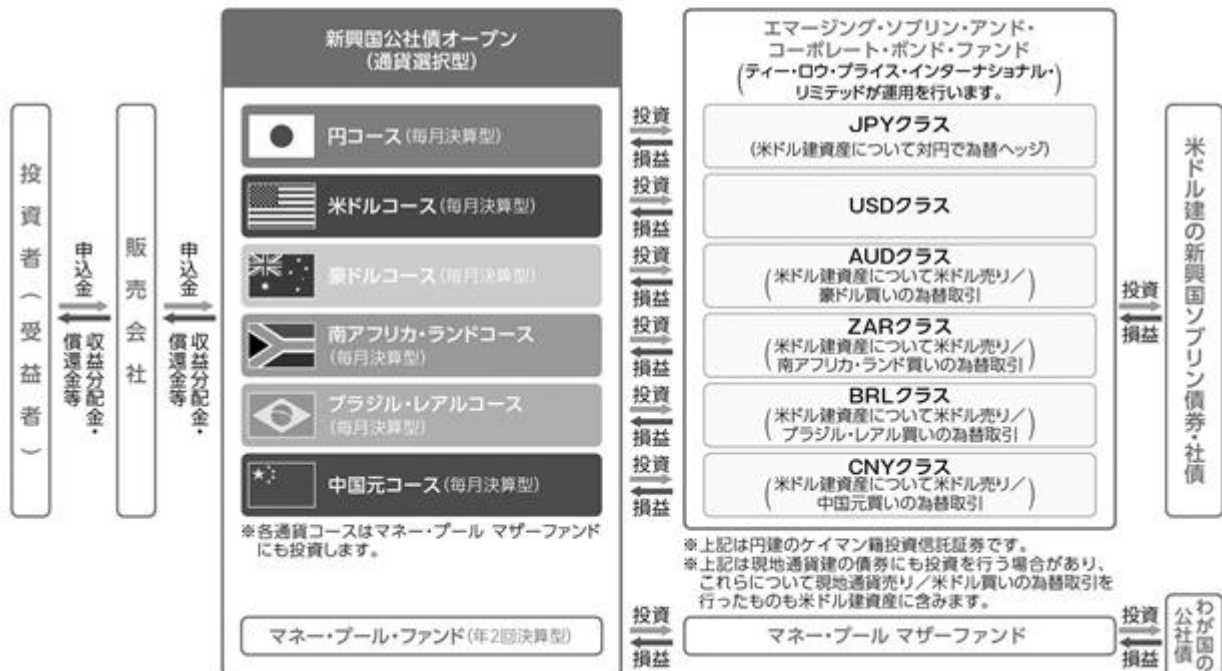 投資者（受益者）
申込金
収益分配金・
償還金等
販売会社
申込金
収益分配金・
償還金等
新興国公社債オープン
（通貨選択型）
円コース（毎月決算型）
米ドルコース（毎月決算型）
豪ドルコース（毎月決算型）
南アフリカ・ランドコース
（毎月決算型）
ブラジル・レアルコース
（毎月決算型）
中国元コース（毎月決算型）
※各通貨コースはマネー・プール マザーファンド
にも投資します。
マネー・プール・ファンド（年2回決算型）
投資
損益
投資
損益
投資
損益
投資
損益
投資
損益
投資
損益
投資
損益
エマージング・ソブリン・アンド・
コーポレート・ボンド・ファンド
（ティー・ロウ・プライス・インターナショナル・
リミテッドが運用を行います。）
JPYクラス
（米ドル建資産について対円で為替ヘッジ）
USDクラス
AUDクラス
（米ドル建資産について米ドル売り／
豪ドル買いの為替取引）
ZARクラス
（米ドル建資産について米ドル売り／
南アフリカ・ランド買いの為替取引）
BRLクラス
（米ドル建資産について米ドル売り／
ブラジル・レアル買いの為替取引）
CNYクラス
（米ドル建資産について米ドル売り／
中国元買いの為替取引）
※上記は円建のケイマン籍投資信託証券です。
※上記は現地通貨建の債券にも投資を行う場合があり、
これらについて現地通貨売り／米ドル買いの為替取引を
行ったものも米ドル建資産に含みます。
マネー・プール マザーファンド
投資
損益
米ドル建の新興国ソブリン債券・社債
投資
損益
わが国の
公社債